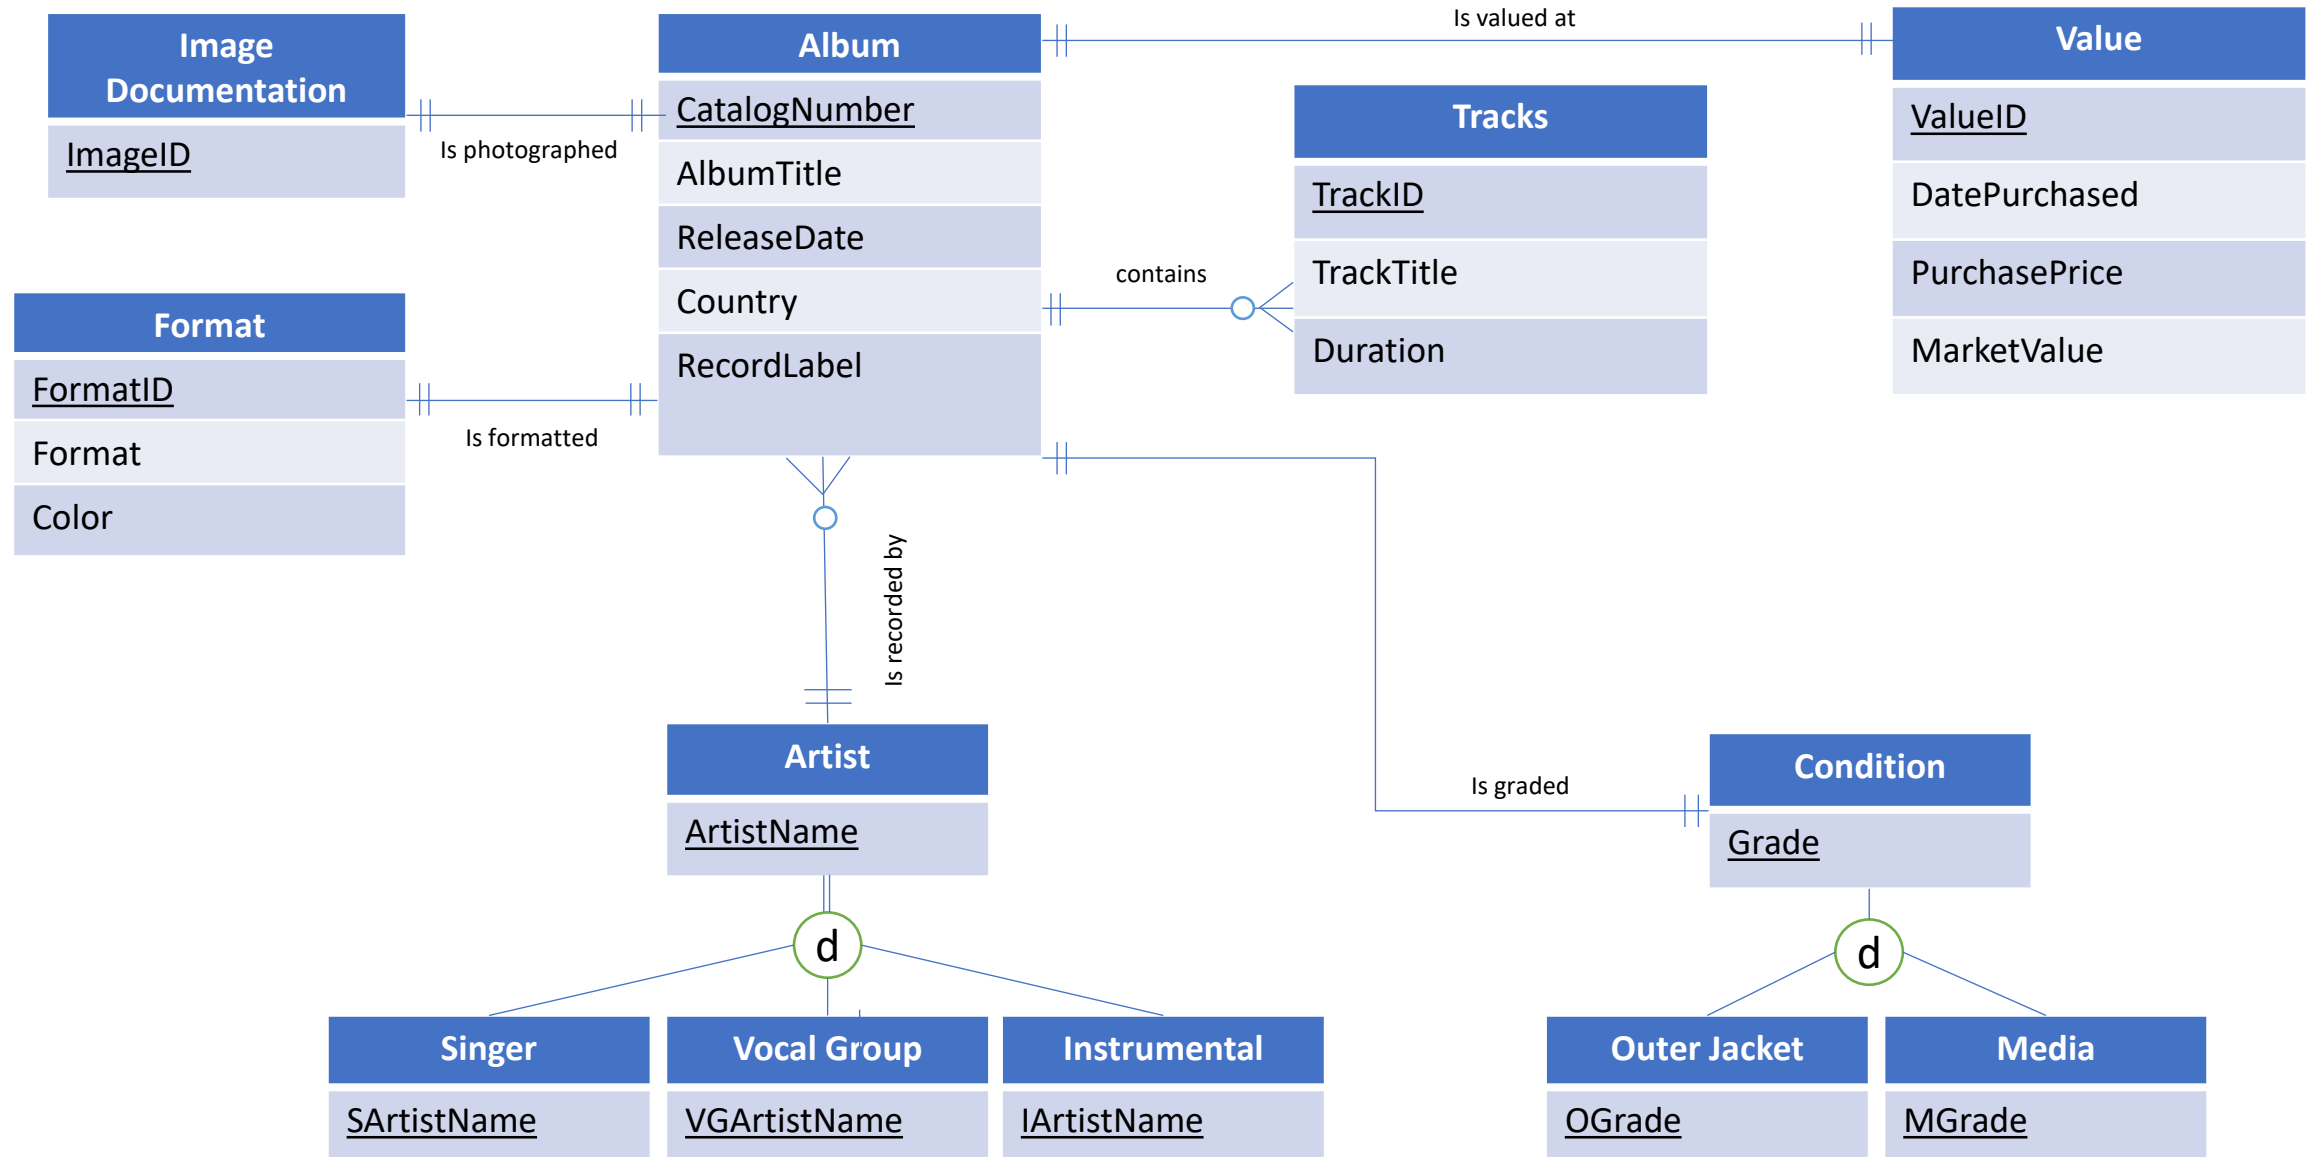 Image
Documentation
ImageID
Is photographed
Format
FormatID
Format
Color
Is formatted
Album
CatalogNumber
AlbumTitle
ReleaseDate
Country
RecordLabel
Is valued at
Value
ValueID
DatePurchased
PurchasePrice
MarketValue
contains
Tracks
TrackID
TrackTitle
Duration
Is recorded by
Artist
ArtistName
d
Singer
SArtistName
Vocal Group
VGArtistName
Instrumental
IArtistName
Is graded
Condition
Grade
d
Outer Jacket
OGrade
Media
MGrade